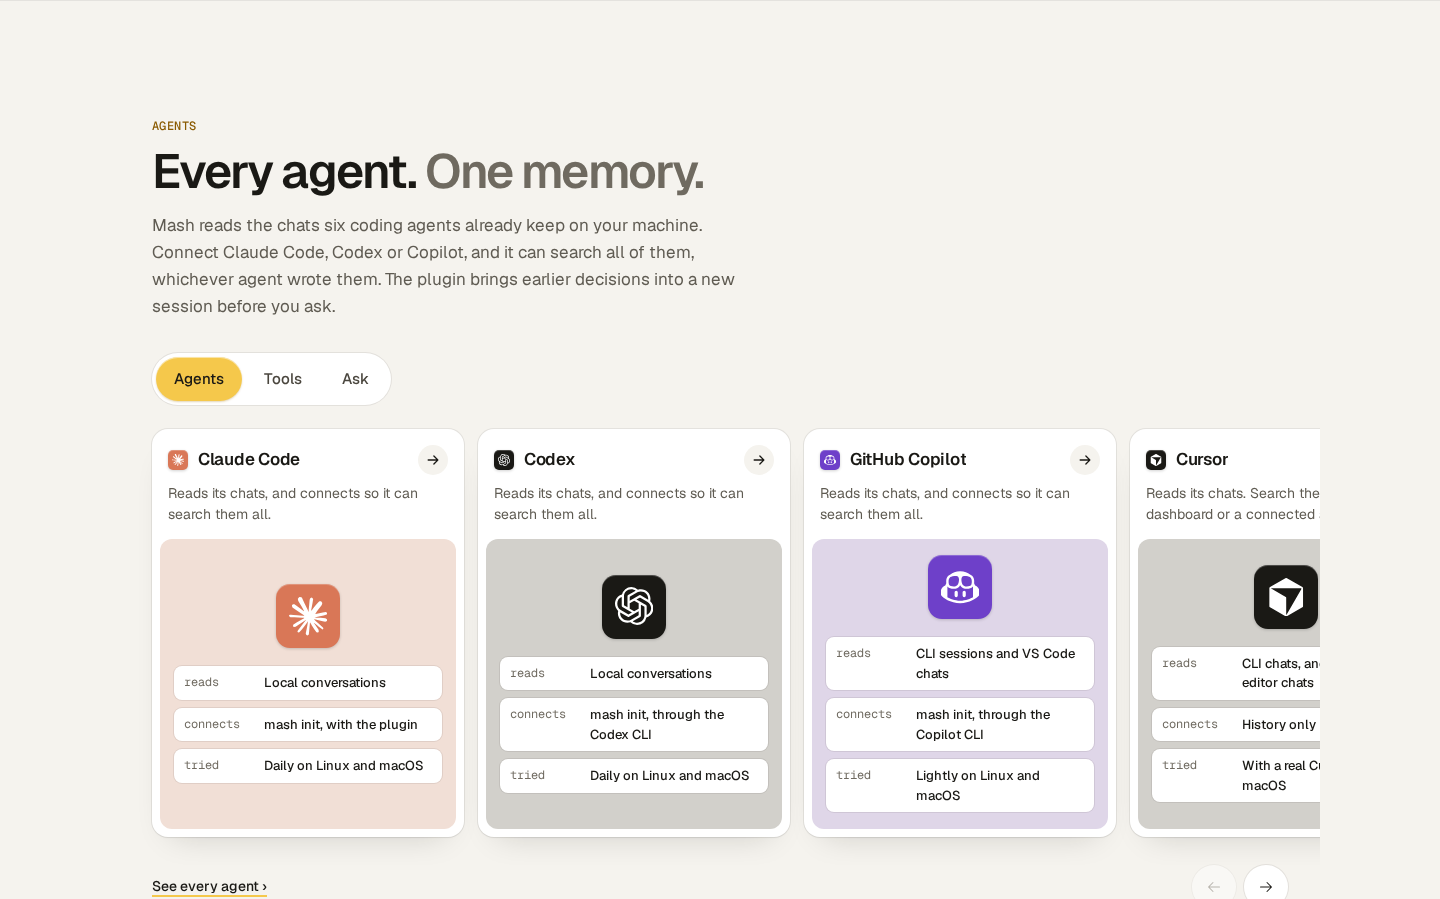 AGENTS
Every agent. One memory.
Mash reads the chats six coding agents already keep on your machine.
Connect Claude Code, Codex or Copilot, and it can search all of them,
whichever agent wrote them. The plugin brings earlier decisions into a new
session before you ask.
Agents Tools Ask
Claude Code →
Reads its chats, and connects so it can
search them all.
reads Local conversations
connects mash init, with the plugin
tried Daily on Linux and macOS
Codex →
Reads its chats, and connects so it can
search them all.
reads Local conversations
connects mash init, through the
Codex CLI
tried Daily on Linux and macOS
GitHub Copilot →
Reads its chats, and connects so it can
search them all.
reads CLI sessions and VS Code
chats
connects mash init, through the
Copilot CLI
tried Lightly on Linux and
macOS
Cursor
Reads its chats. Search the
dashboard or a connected
reads CLI chats,
editor chats
connects History only
tried With a real
macOS
See every agent ›
← →